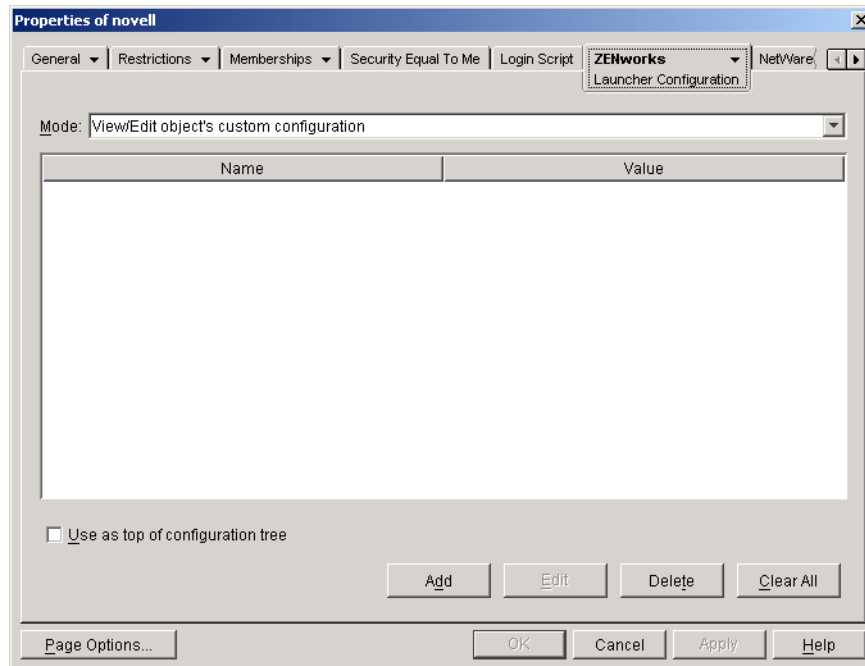 Properties of novell
General Restrictions Memberships Security Equal To Me Login Script ZENworks NetWare
Launcher Configuration
Mode: View/Edit object's custom configuration
Name Value
Use as top of configuration tree
Add Edit Delete Clear All
Page Options... OK Cancel Apply Help